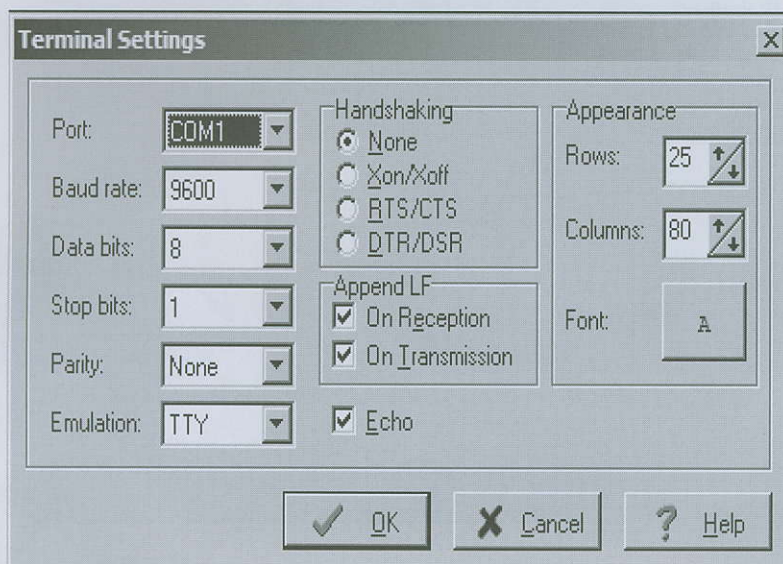 Terminal Settings
Port: COM1
Baud rate: 9600
Data bits: 8
Stop bits: 1
Parity: None
Emulation: TTY
Handshaking
None
Xon/Xoff
RTS/CTS
DTR/DSR
Append LF
On Reception
On Transmission
Echo
Appearance
Rows: 25
Columns: 80
Font: A
OK
Cancel
? Help